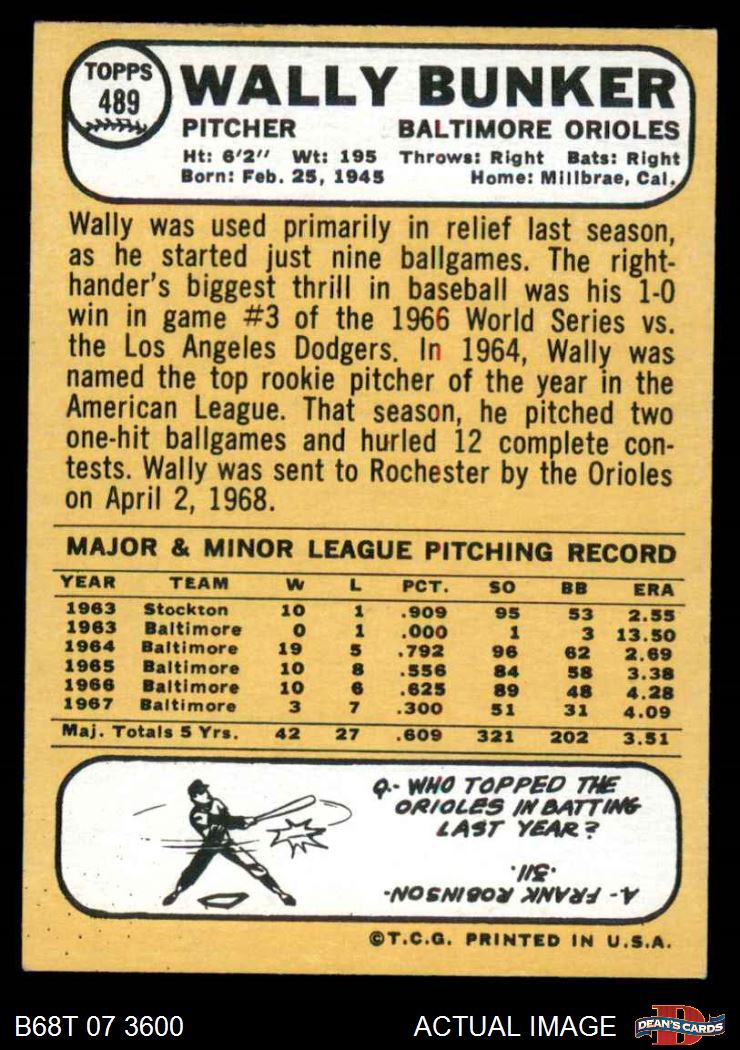 TOPPS
489
WALLY BUNKER
PITCHER BALTIMORE ORIOLES
Ht: 6'2" Wt: 195 Throws: Right Bats: Right
Born: Feb. 25, 1945 Home: Millbrae, Cal.
Wally was used primarily in relief last season,
as he started just nine ballgames. The right-
hander's biggest thrill in baseball was his 1-0
win in game #3 of the 1966 World Series vs.
the Los Angeles Dodgers. In 1964, Wally was
named the top rookie pitcher of the year in the
American League. That season, he pitched two
one-hit ballgames and hurled 12 complete con-
tests. Wally was sent to Rochester by the Orioles
on April 2, 1968.
MAJOR & MINOR LEAGUE PITCHING RECORD
YEAR TEAM W L PCT. SO BB ERA
1963 Stockton 10 1 .909 95 53 2.55
1963 Baltimore 0 1 .000 1 3 13.50
1964 Baltimore 19 5 .792 96 62 2.69
1965 Baltimore 10 8 .556 84 58 3.38
1966 Baltimore 10 6 .625 89 48 4.28
1967 Baltimore 3 7 .300 51 31 4.09
Maj. Totals 5 Yrs. 42 27 .609 321 202 3.51
Q.- WHO TOPPED THE
ORIOLES IN BATTING
LAST YEAR?
A- FRANK ROBINSON-
.311.
©T.C.G. PRINTED IN U.S.A.
B68T 07 3600 ACTUAL IMAGE
D
DEAN'S CARDS